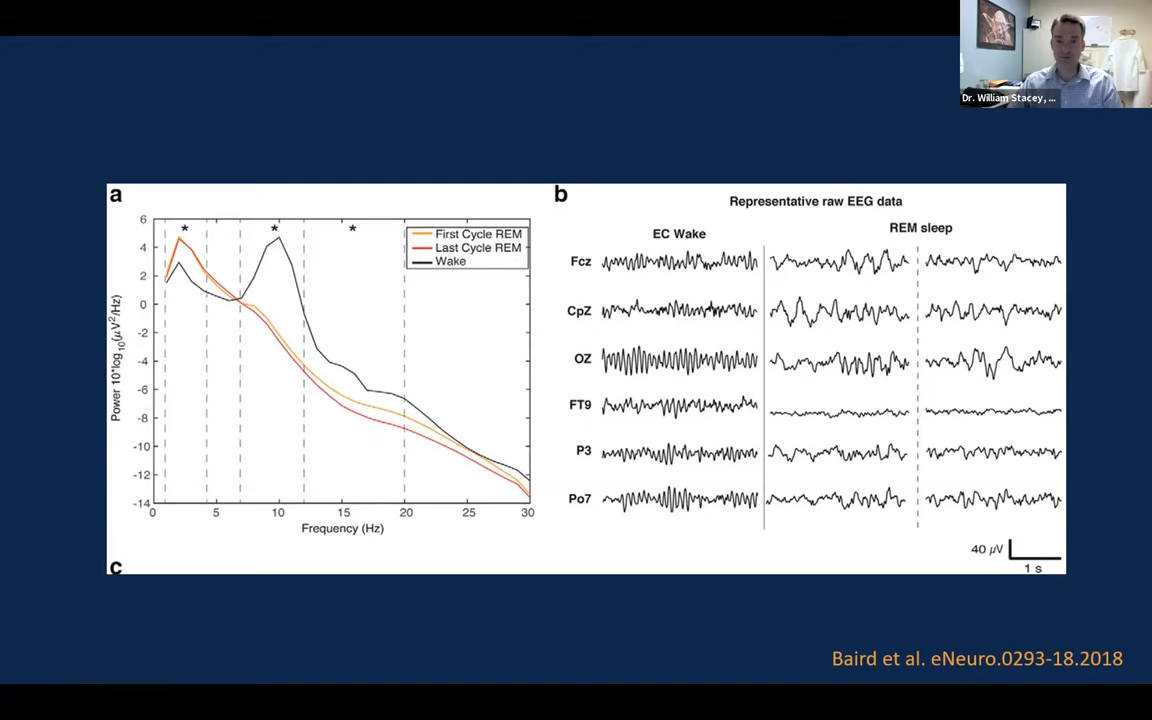 Dr. William Stacey, ...
a
6
4
2
0
-2
-4
-6
-8
-10
-12
-14
Power 10*log10(μV²/Hz)
* * *
First Cycle REM
Last Cycle REM
Wake
0 5 10 15 20 25 30
Frequency (Hz)
b
Representative raw EEG data
EC Wake
REM sleep
Fcz
CpZ
OZ
FT9
P3
Po7
40 μV
1 s
c
Baird et al. eNeuro.0293-18.2018